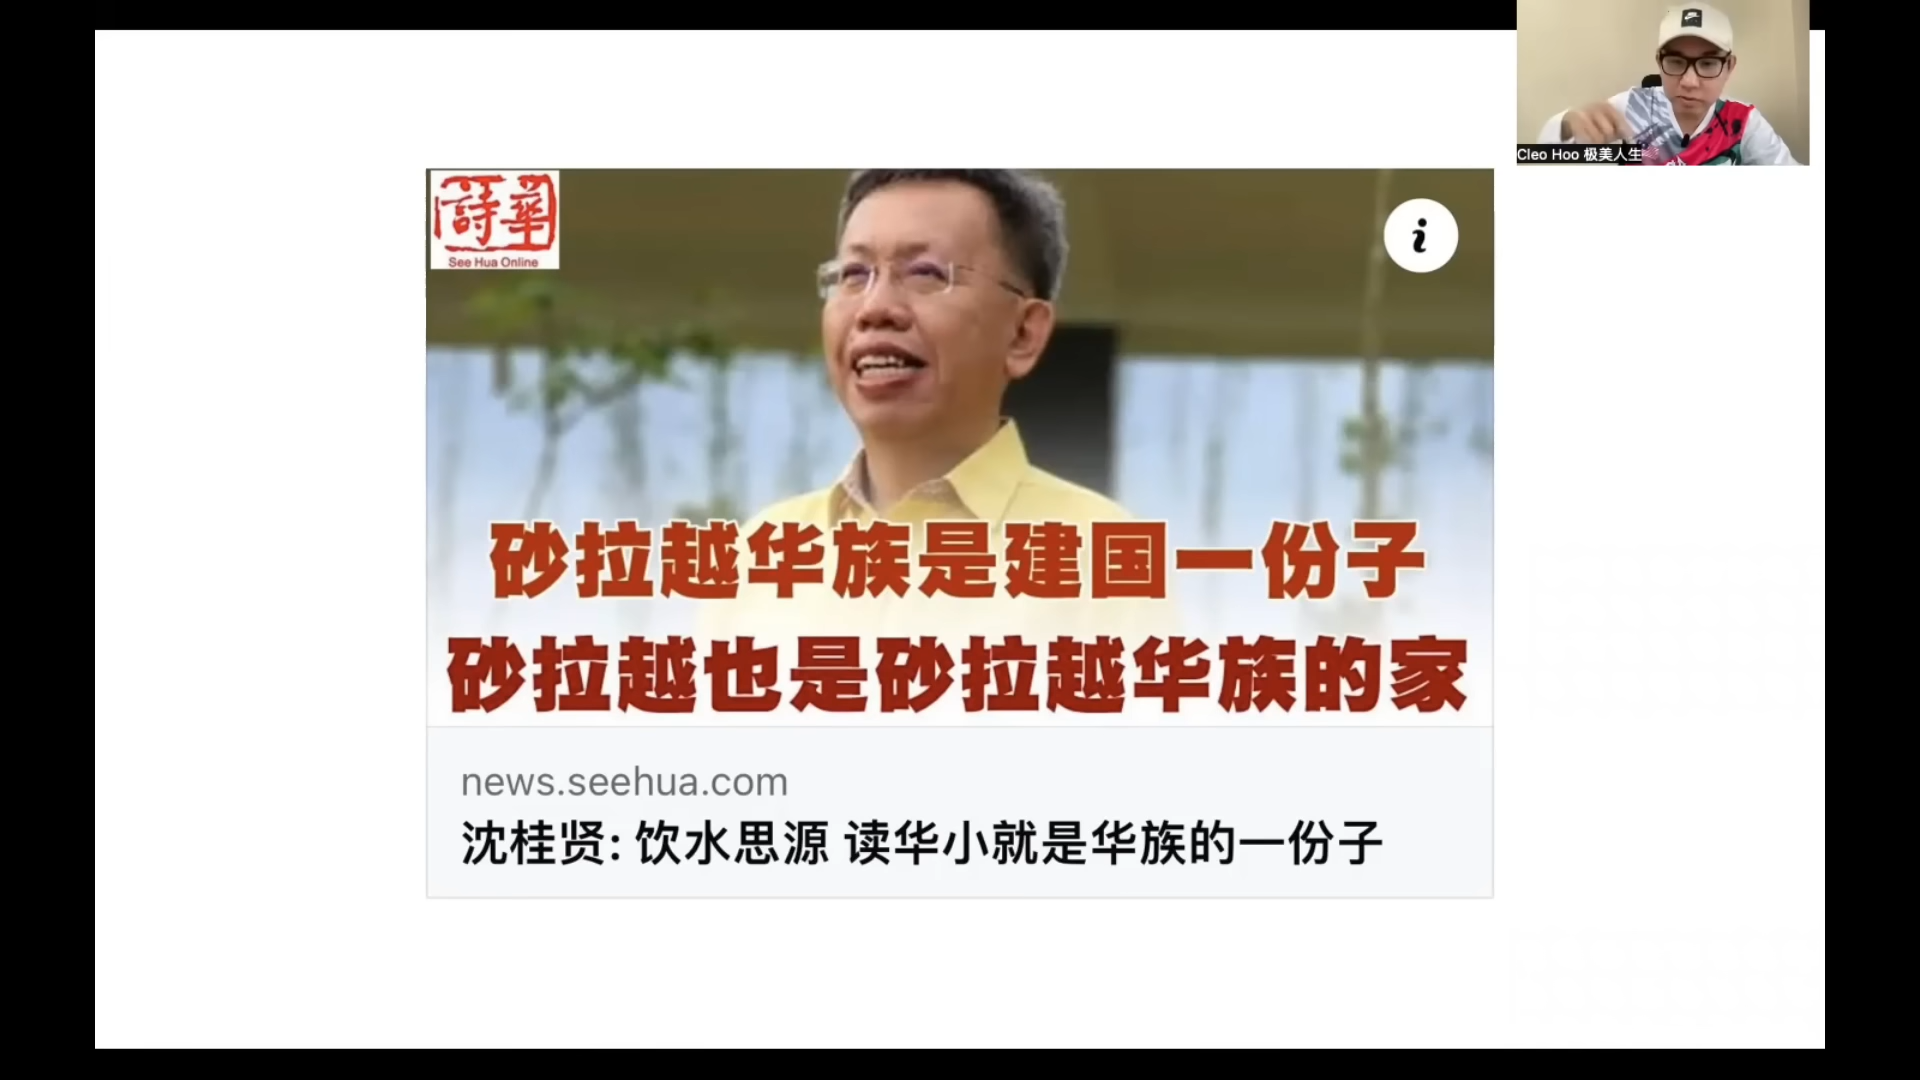 Cleo Hoo 极美人生
詩華
See Hua Online
i
砂拉越华族是建国一份子
砂拉越也是砂拉越华族的家
news.seehua.com
沈桂贤: 饮水思源 读华小就是华族的一份子